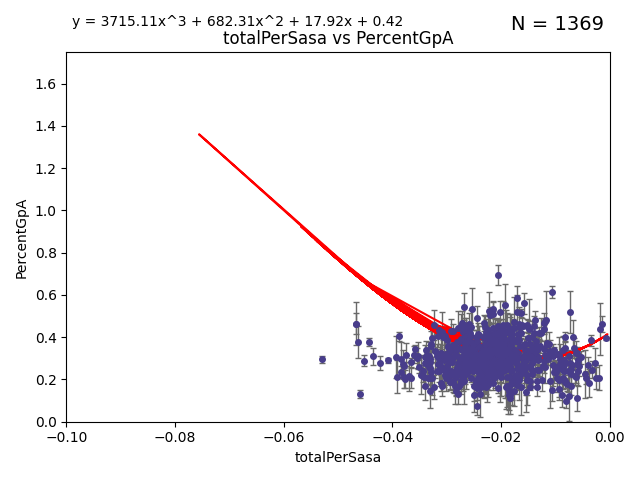 y = 3715.11x^3 + 682.31x^2 + 17.92x + 0.42
N = 1369
totalPerSasa vs PercentGpA
1.6
1.4
1.2
1.0
0.8
0.6
0.4
0.2
0.0
PercentGpA
−0.10 −0.08 −0.06 −0.04 −0.02 0.00
totalPerSasa